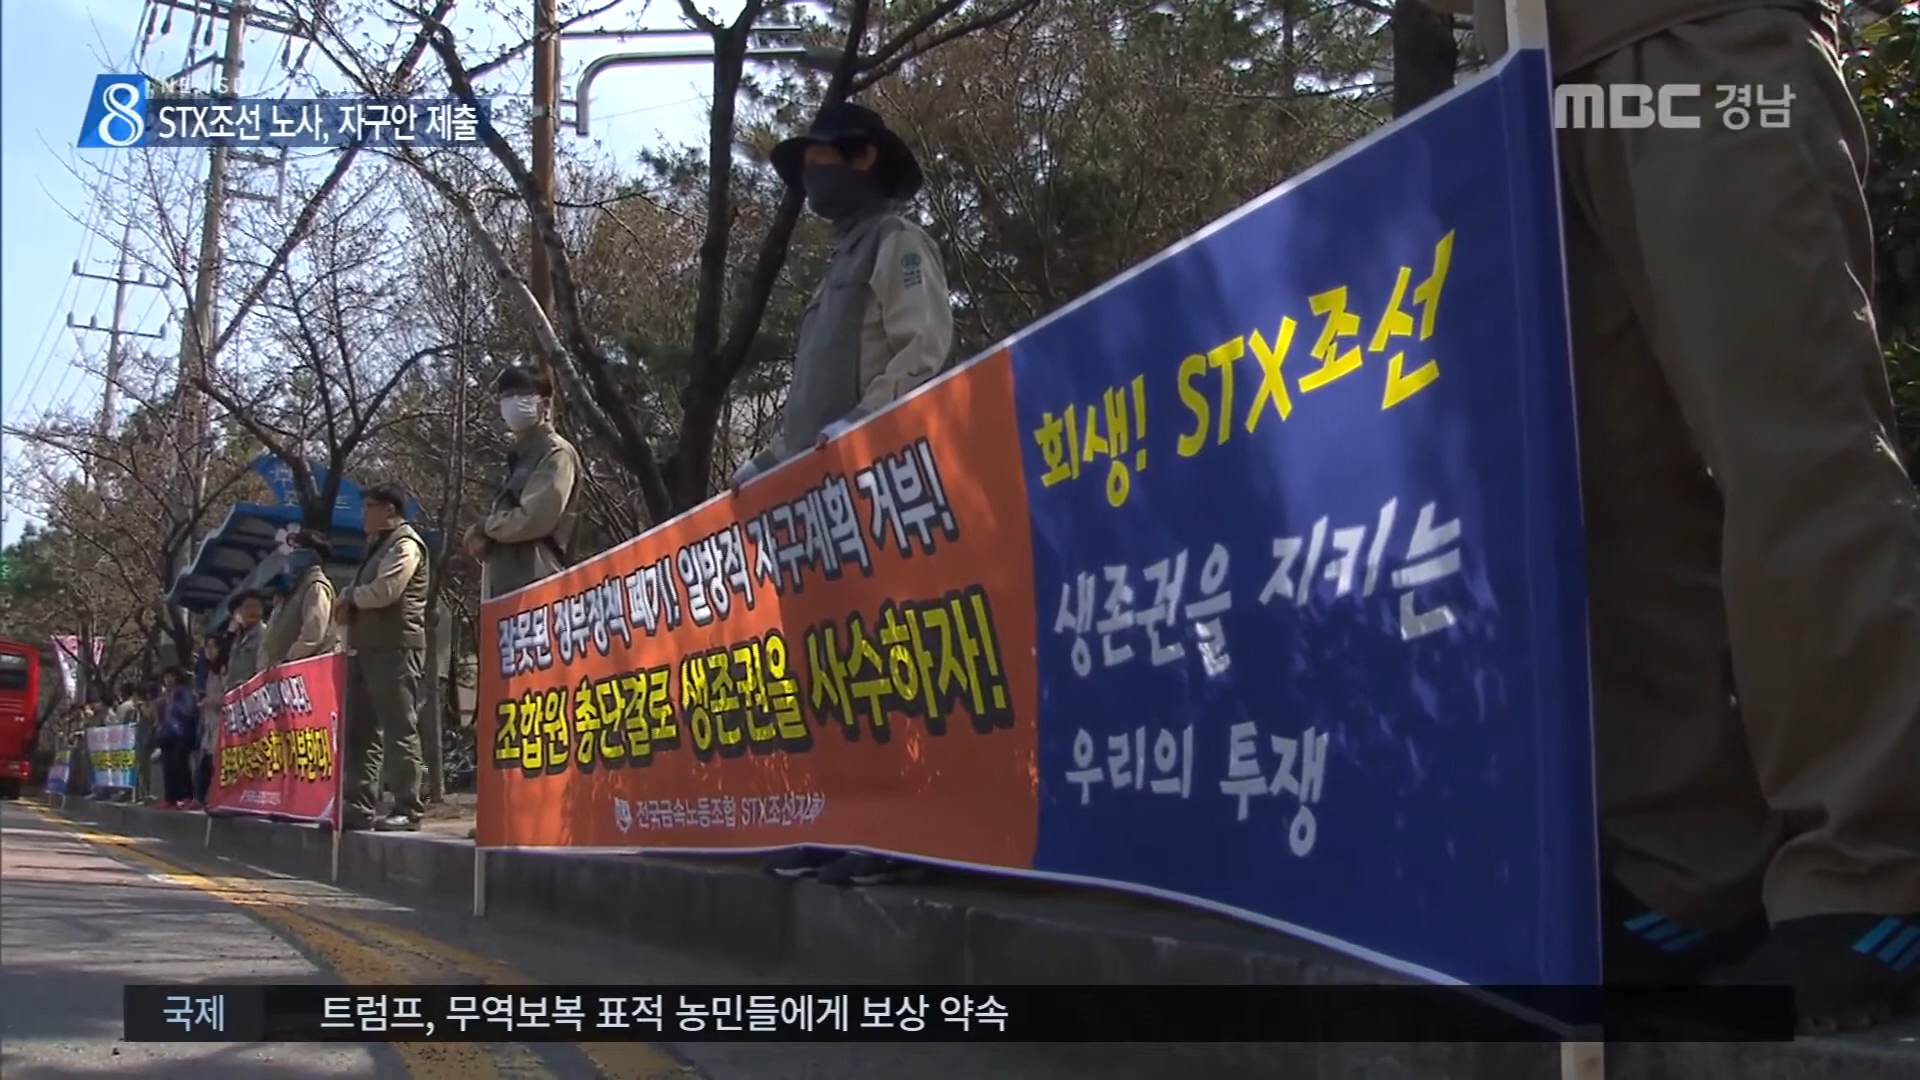 NEWSD
8 STX조선 노사, 자구안 제출
MBC 경남
회생! STX조선
생존권을 지키는
우리의 투쟁
잘못된 정부정책 폐기! 일방적 자구계획 거부!
조합원 총단결로 생존권을 사수하자!
전국금속노동조합 STX조선지회
거부한다!
국제 트럼프, 무역보복 표적 농민들에게 보상 약속